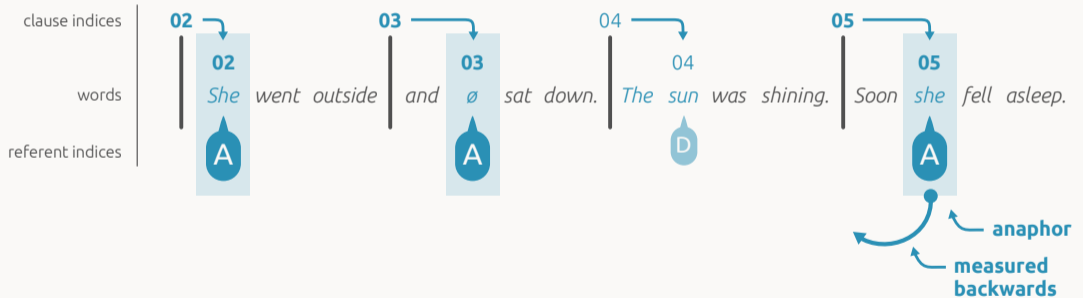 clause indices 02 03 04 05
02 03 04 05
words She went outside and ø sat down. The sun was shining. Soon she fell asleep.
referent indices A A D A
anaphor
measured
backwards